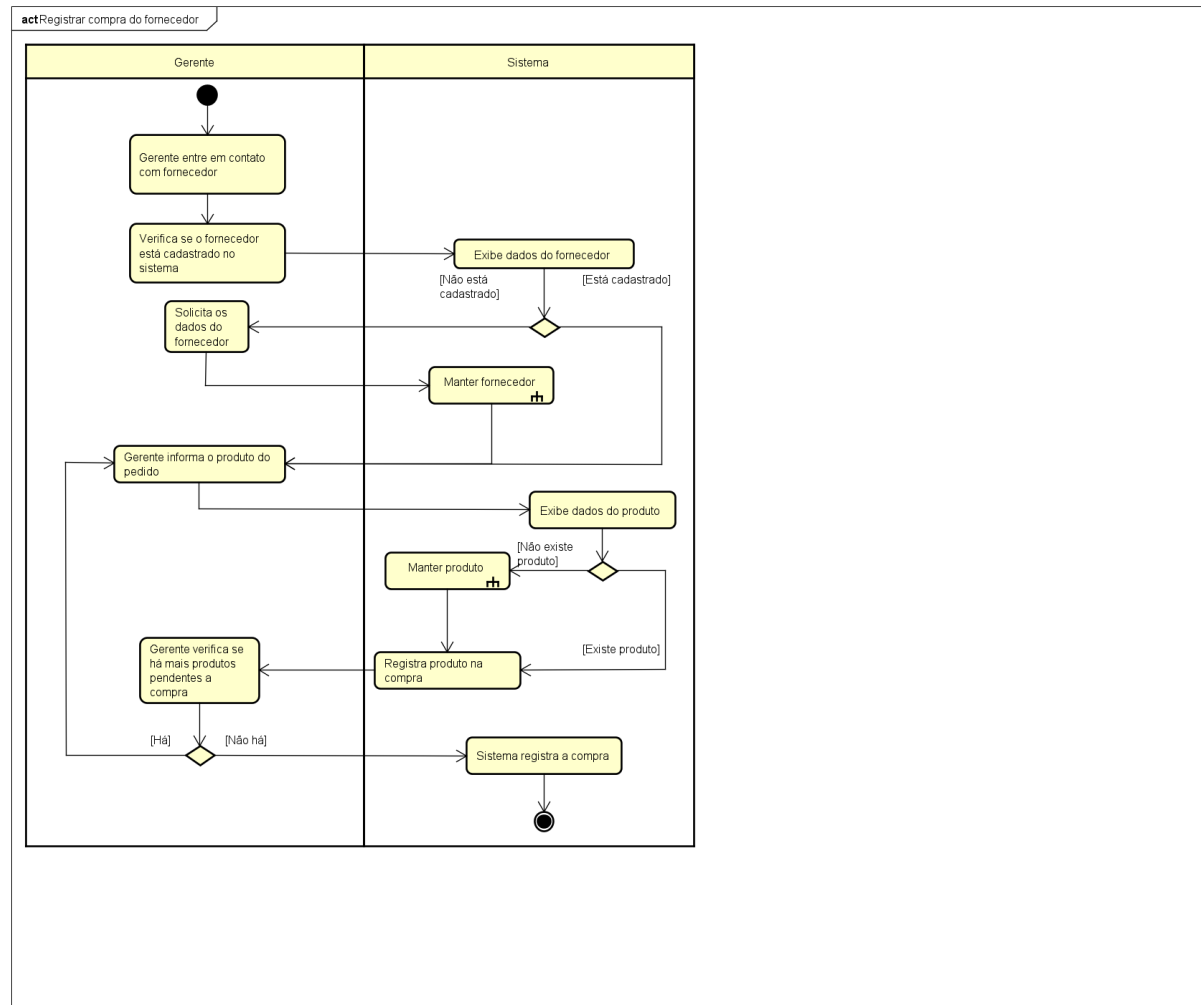 act Registrar compra do fornecedor
Gerente
Sistema
Gerente entre em contato
com fornecedor
Verifica se o fornecedor
está cadastrado no
sistema
Exibe dados do fornecedor
[Não está
cadastrado]
[Está cadastrado]
Solicita os
dados do
fornecedor
Manter fornecedor
Gerente informa o produto do
pedido
Exibe dados do produto
[Não existe
produto]
Manter produto
[Existe produto]
Gerente verifica se
há mais produtos
pendentes a
compra
Registra produto na
compra
[Há]
[Não há]
Sistema registra a compra